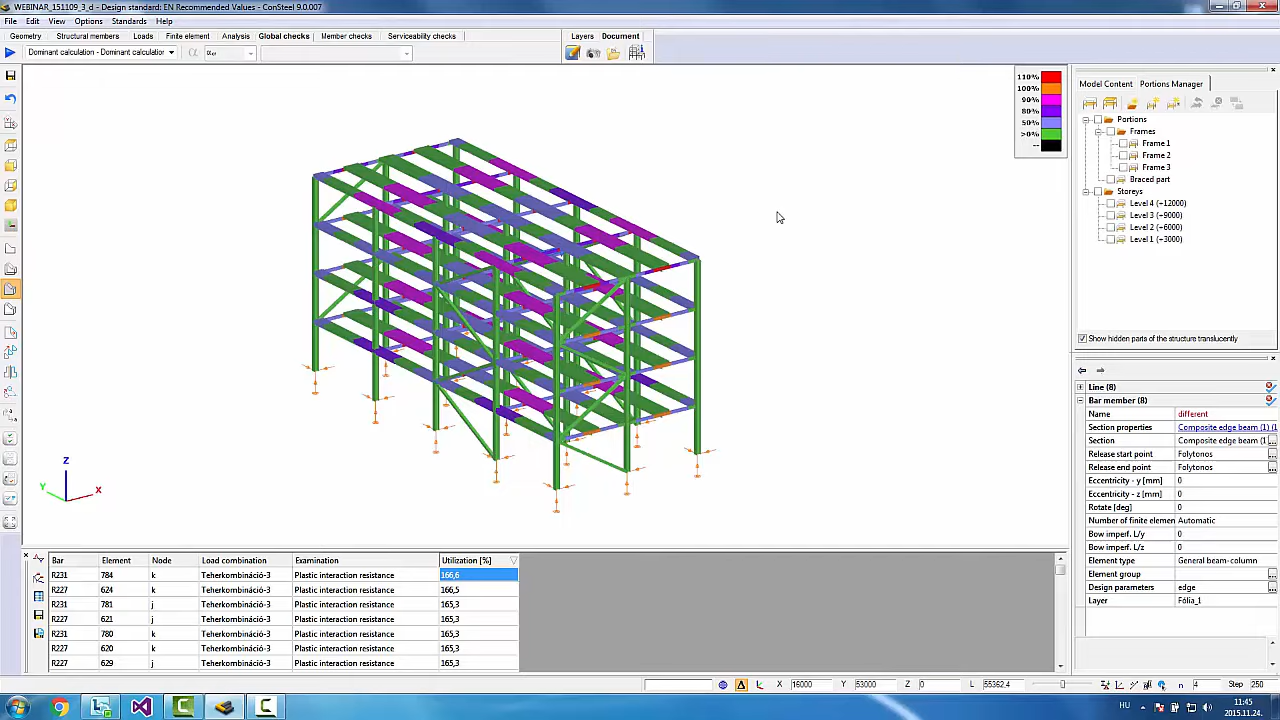 WEBINAR_151109_3_d - Design standard: EN Recommended Values - ConSteel 9.0.007
File Edit View Options Standards Help
Geometry Structural members Loads Finite element Analysis Global checks Member checks Serviceability checks Layers Document
Dominant calculation - Dominant calculation
110%
100%
90%
80%
50%
>0%
--
Model Content Portions Manager
Portions
Frames
Frame 1
Frame 2
Frame 3
Braced part
Storeys
Level 4 (+12000)
Level 3 (+9000)
Level 2 (+6000)
Level 1 (+3000)
Show hidden parts of the structure translucently
Line (8)
Bar member (8)
Name different
Section properties Composite edge beam (1) (1
Section Composite edge beam (1 ...
Release start point Folytonos ...
Release end point Folytonos ...
Eccentricity - y [mm] 0
Eccentricity - z [mm] 0
Rotate [deg] 0
Number of finite elemen Automatic
Bow imperf. L/y 0
Bow imperf. L/z 0
Element type General beam-column
Element group ...
Design parameters edge ...
Layer Fólia_1
Z
Y
X
Bar Element Node Load combination Examination Utilization [%]
R231 784 k Teherkombináció-3 Plastic interaction resistance 166,6
R227 624 k Teherkombináció-3 Plastic interaction resistance 166,5
R231 781 j Teherkombináció-3 Plastic interaction resistance 165,3
R227 621 j Teherkombináció-3 Plastic interaction resistance 165,3
R231 780 k Teherkombináció-3 Plastic interaction resistance 165,3
R227 620 k Teherkombináció-3 Plastic interaction resistance 165,3
R227 629 j Teherkombináció-3 Plastic interaction resistance 165,3
X 16000 Y 53000 Z 0 L 55362.4 n 4 Step 250
HU 11:45
2015.11.24.